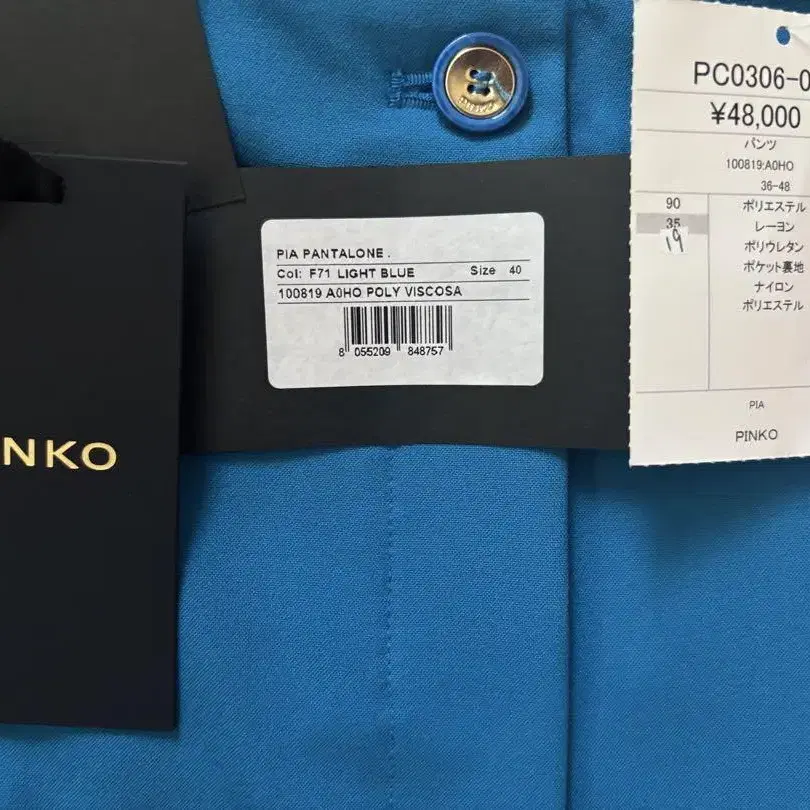 PIA PANTALONE .
Col: F71 LIGHT BLUE Size 40
100819 A0HO POLY VISCOSA
8 055209 848757
INKO
PC0306-0
¥48,000
パンツ
100819:A0HO
36-48
90 ポリエステル
35 レーヨン
19 ポリウレタン
ポケット裏地
ナイロン
ポリエステル
PIA
PINKO